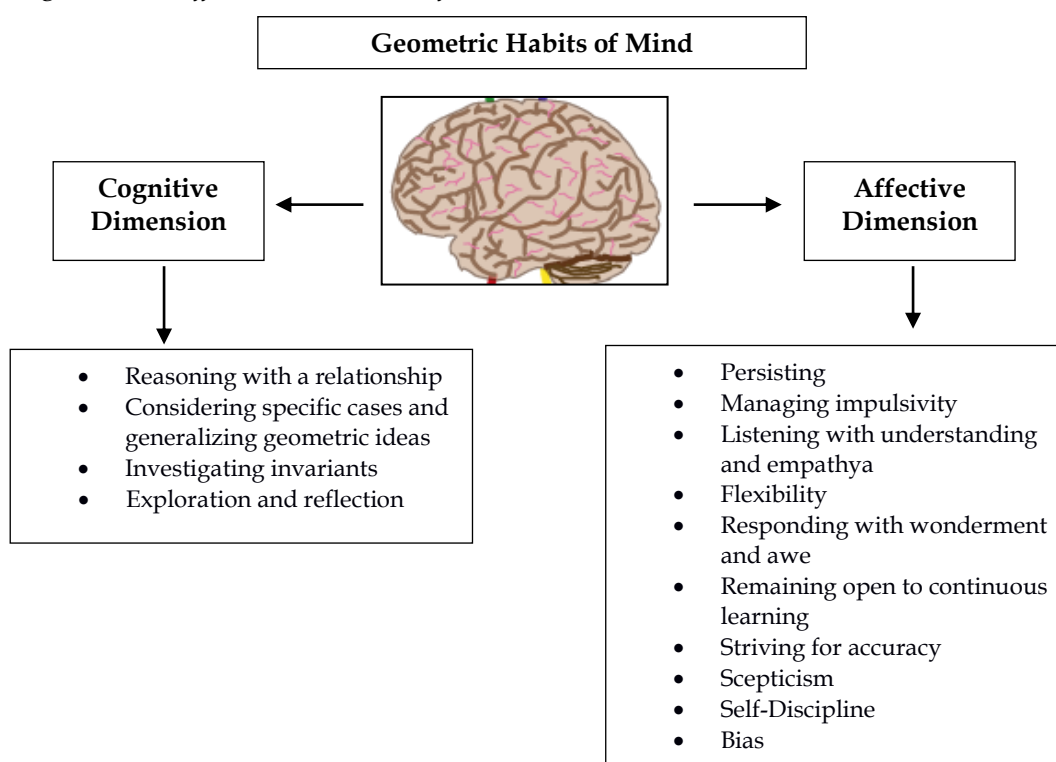 Geometric Habits of Mind
Cognitive
Dimension
Affective
Dimension
• Reasoning with a relationship
• Considering specific cases and
generalizing geometric ideas
• Investigating invariants
• Exploration and reflection
• Persisting
• Managing impulsivity
• Listening with understanding
and empathya
• Flexibility
• Responding with wonderment
and awe
• Remaining open to continuous
learning
• Striving for accuracy
• Scepticism
• Self-Discipline
• Bias